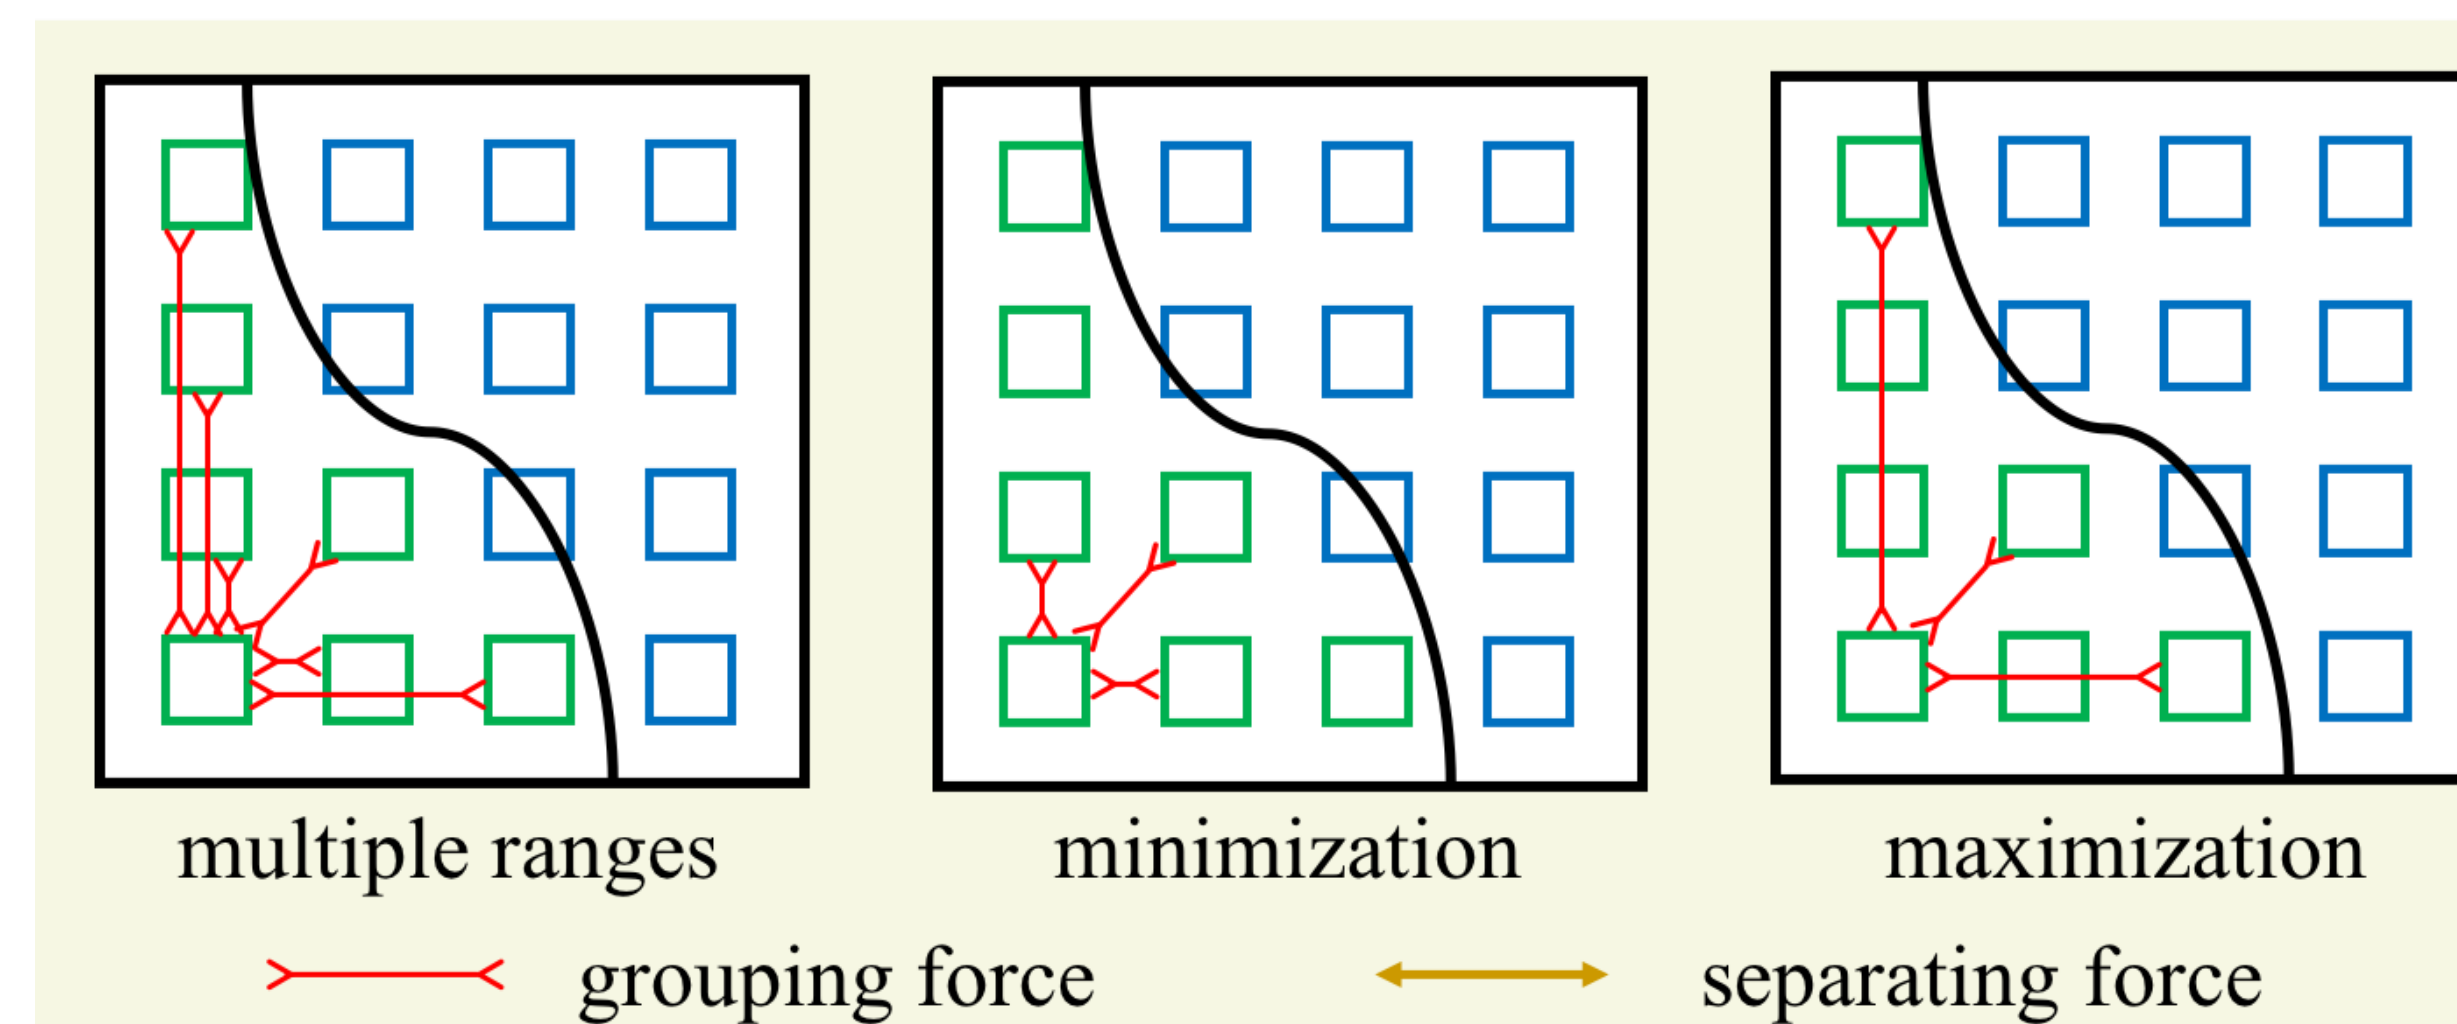 multiple ranges
minimization
maximization
grouping force
separating force